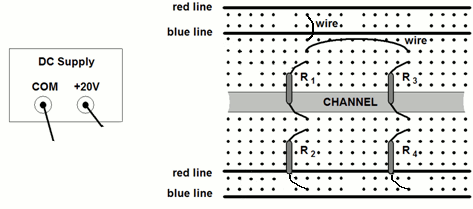 red line
wire
blue line
wire
DC Supply
COM +20V
R1 R3
CHANNEL
R2 R4
red line
blue line